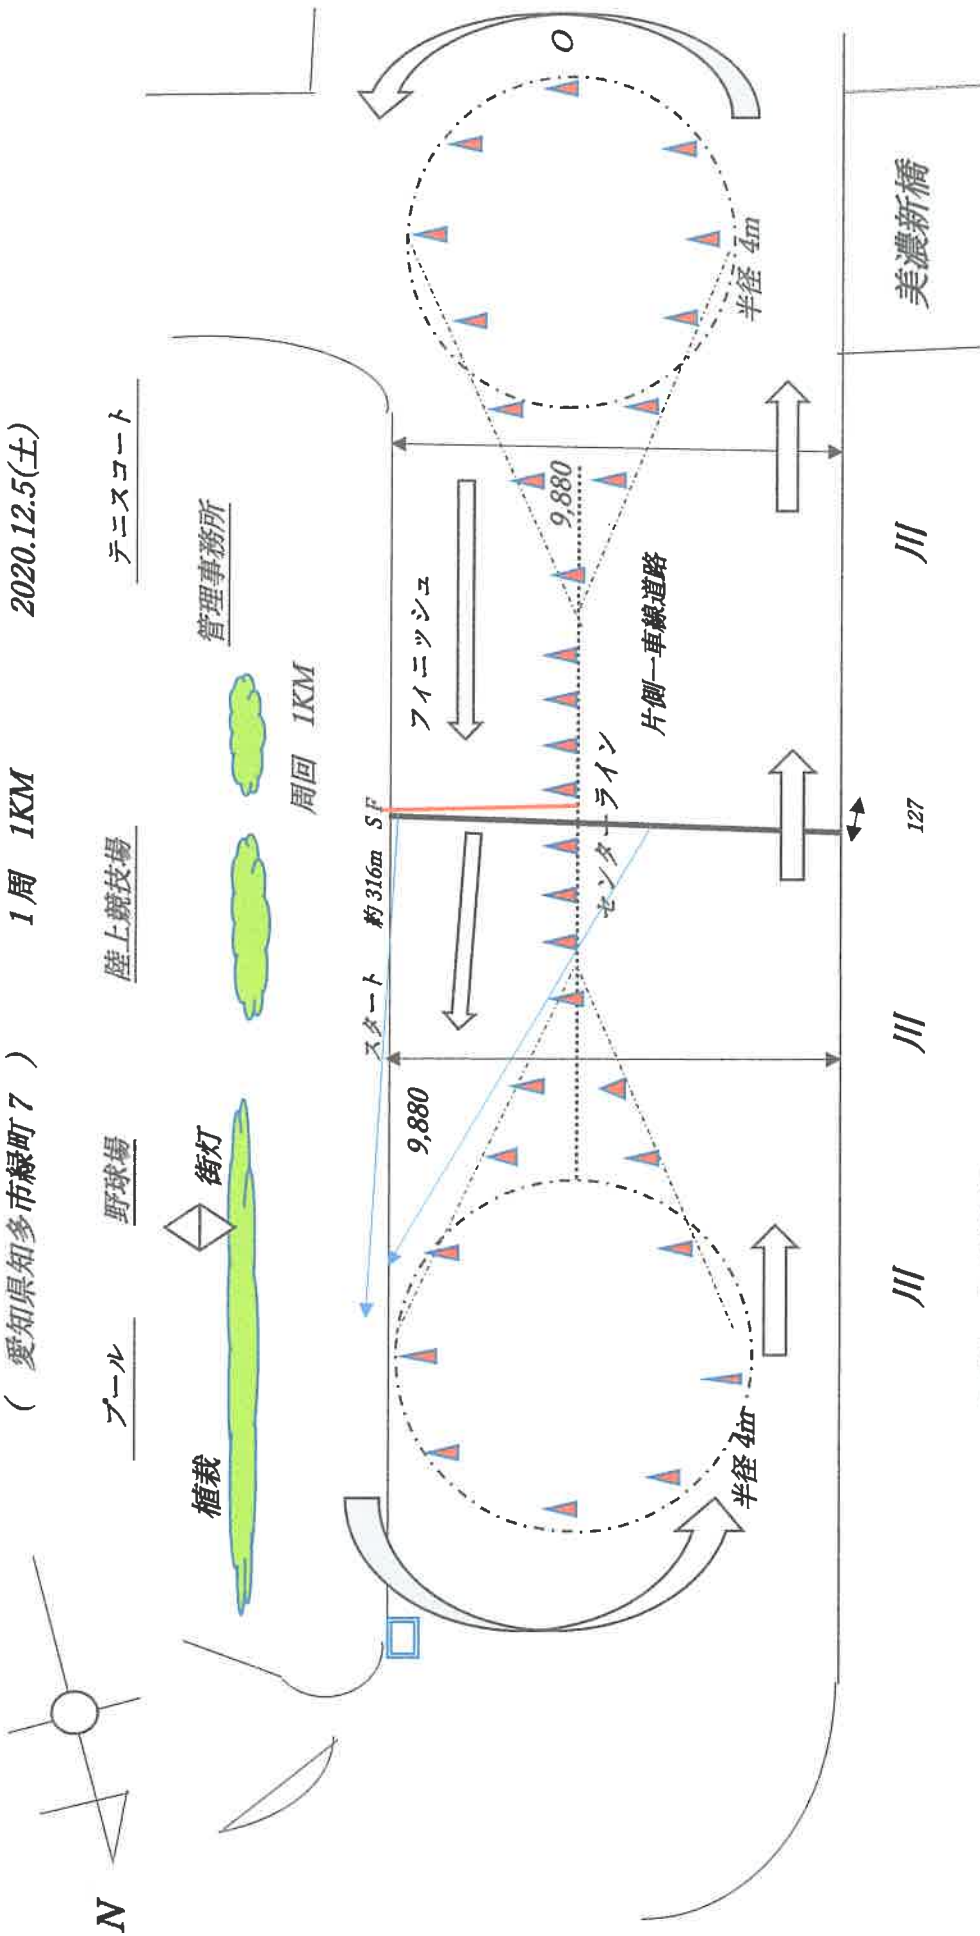 (愛知県知多市緑町7) 1周 1KM 2020.12.5(土)
プール
野球場
陸上競技場
テニスコート
管理事務所
植栽
街灯
周回 1KM
N
スタート 約316m S F
フィニッシュ
9,880
9,880
O
センターライン
片側一車線道路
半径 4m
半径 4m
127
川
川
川
美濃新橋